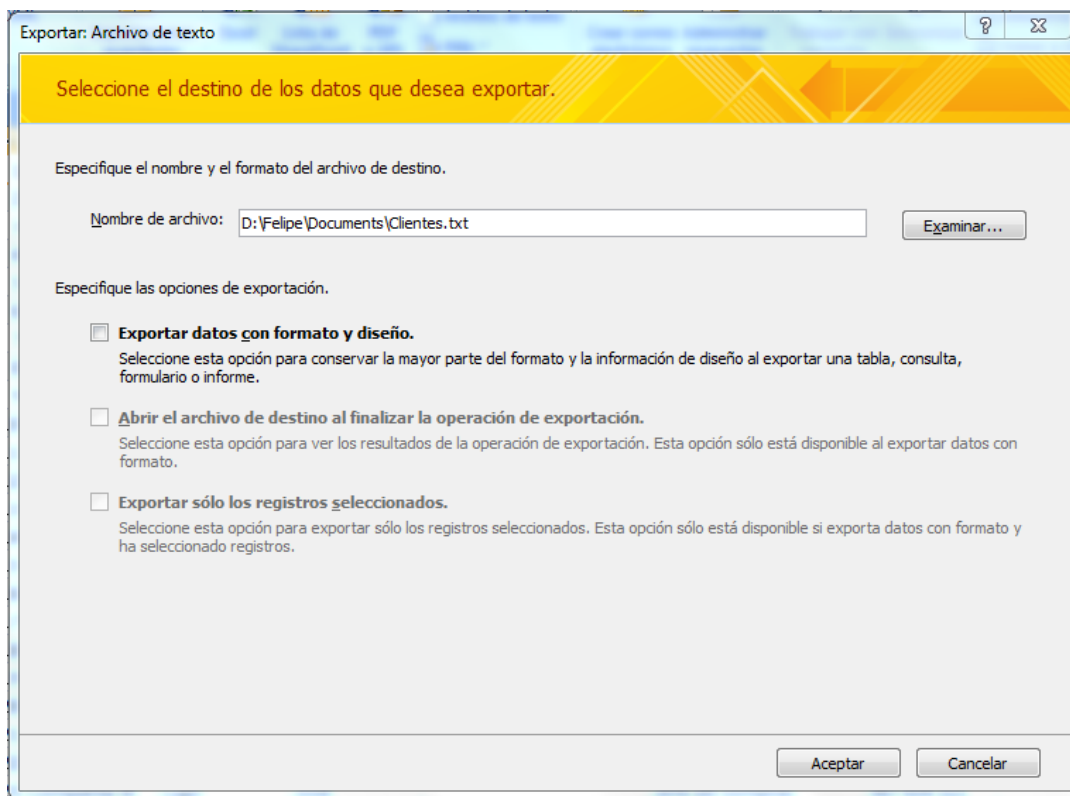 Exportar: Archivo de texto
Seleccione el destino de los datos que desea exportar.
Especifique el nombre y el formato del archivo de destino.
Nombre de archivo: D:\Felipe\Documents\Clientes.txt Examinar...
Especifique las opciones de exportación.
Exportar datos con formato y diseño.
Seleccione esta opción para conservar la mayor parte del formato y la información de diseño al exportar una tabla, consulta,
formulario o informe.
Abrir el archivo de destino al finalizar la operación de exportación.
Seleccione esta opción para ver los resultados de la operación de exportación. Esta opción sólo está disponible al exportar datos con
formato.
Exportar sólo los registros seleccionados.
Seleccione esta opción para exportar sólo los registros seleccionados. Esta opción sólo está disponible si exporta datos con formato y
ha seleccionado registros.
Aceptar Cancelar